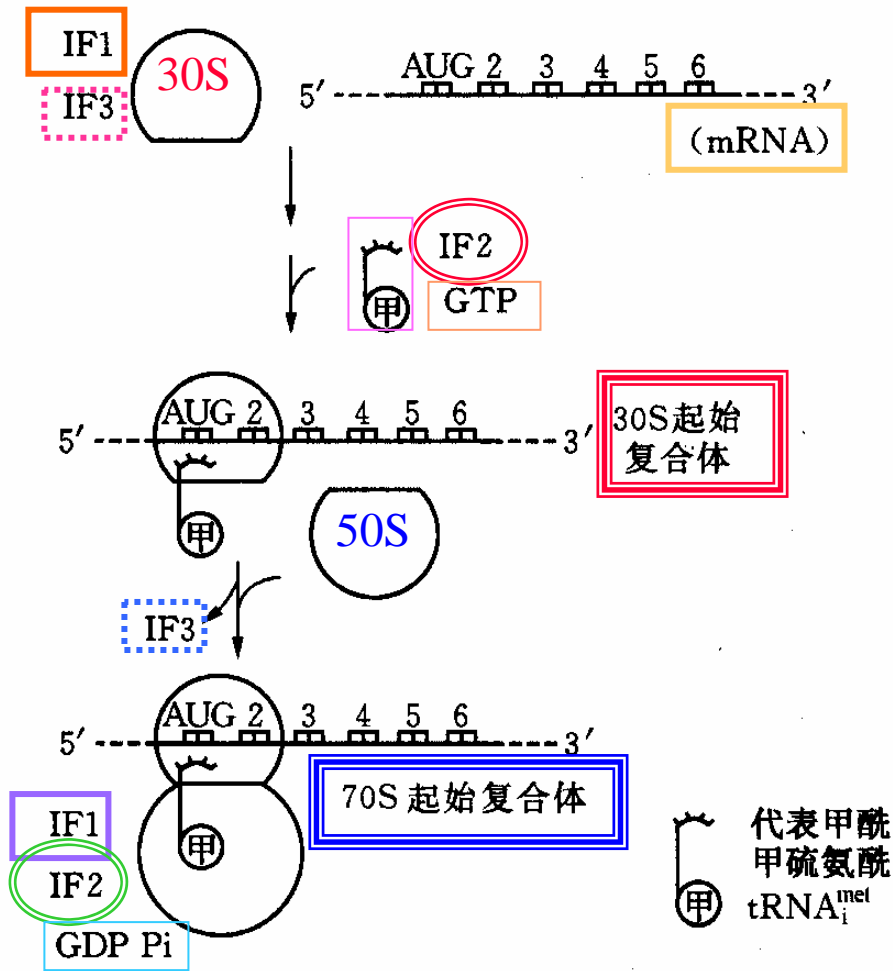 IF1
30S
IF3
AUG 2 3 4 5 6
5′ 3′
(mRNA)
IF2
甲
GTP
AUG 2 3 4 5 6
5′ 3′
30S起始
复合体
甲
50S
IF3
AUG 2 3 4 5 6
5′ 3′
70S 起始复合体
IF1
甲
IF2
GDP Pi
代表甲酰
甲硫氨酰
甲 tRNAᵢᵐᵉᵗ